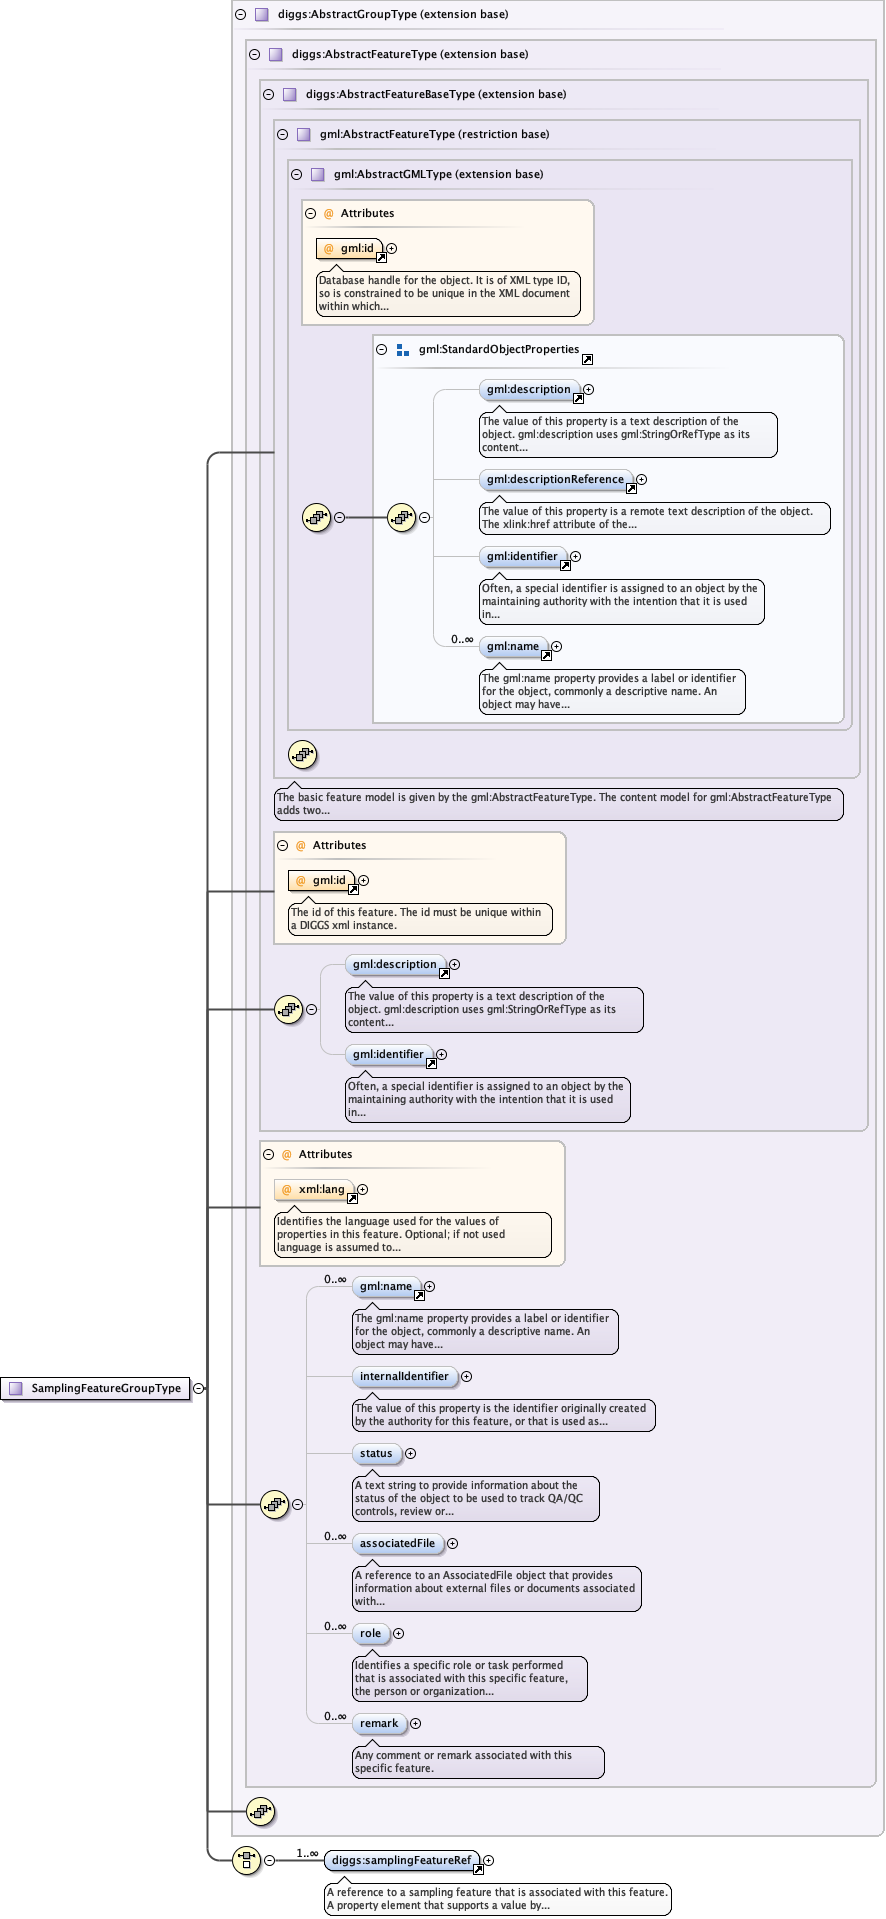 diggs:AbstractGroupType (extension base)
diggs:AbstractFeatureType (extension base)
diggs:AbstractFeatureBaseType (extension base)
gml:AbstractFeatureType (restriction base)
gml:AbstractGMLType (extension base)
@ Attributes
@ gml:id
Database handle for the object. It is of XML type ID,
so is constrained to be unique in the XML document
within which...
gml:StandardObjectProperties
gml:description
The value of this property is a text description of the
object. gml:description uses gml:StringOrRefType as its
content...
gml:descriptionReference
The value of this property is a remote text description of the object.
The xlink:href attribute of the...
gml:identifier
Often, a special identifier is assigned to an object by the
maintaining authority with the intention that it is used
in...
0..∞
gml:name
The gml:name property provides a label or identifier
for the object, commonly a descriptive name. An
object may have...
The basic feature model is given by the gml:AbstractFeatureType. The content model for gml:AbstractFeatureType
adds two...
@ Attributes
@ gml:id
The id of this feature. The id must be unique within
a DIGGS xml instance.
gml:description
The value of this property is a text description of the
object. gml:description uses gml:StringOrRefType as its
content...
gml:identifier
Often, a special identifier is assigned to an object by the
maintaining authority with the intention that it is used
in...
@ Attributes
@ xml:lang
Identifies the language used for the values of
properties in this feature. Optional; if not used
language is assumed to...
0..∞
gml:name
The gml:name property provides a label or identifier
for the object, commonly a descriptive name. An
object may have...
internalIdentifier
The value of this property is the identifier originally created
by the authority for this feature, or that is used as...
SamplingFeatureGroupType
status
A text string to provide information about the
status of the object to be used to track QA/QC
controls, review or...
0..∞
associatedFile
A reference to an AssociatedFile object that provides
information about external files or documents associated
with...
0..∞
role
Identifies a specific role or task performed
that is associated with this specific feature,
the person or organization...
0..∞
remark
Any comment or remark associated with this
specific feature.
1..∞
diggs:samplingFeatureRef
A reference to a sampling feature that is associated with this feature.
A property element that supports a value by...